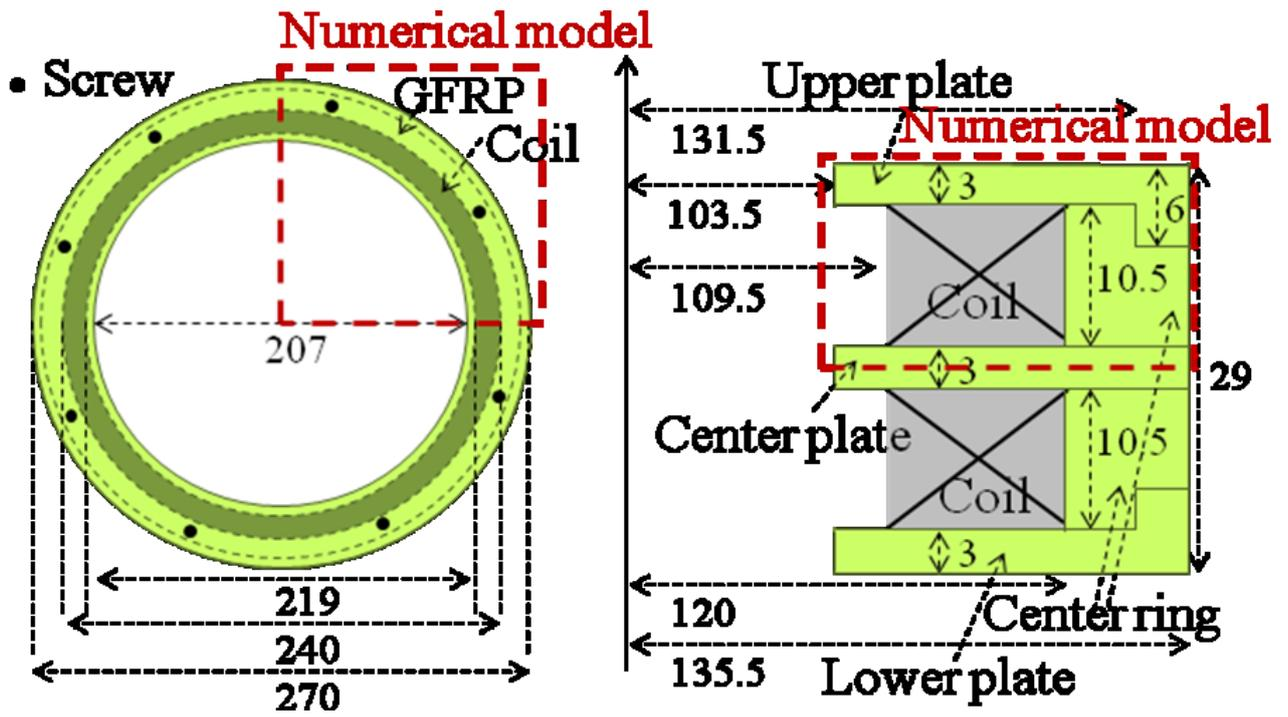 Numerical model
• Screw
GFRP
Coil
207
219
240
270
Upper plate
Numerical model
131.5
103.5
109.5
3
6
Coil
10.5
3
29
Center plate
Coil
10.5
3
120
Center ring
135.5
Lower plate